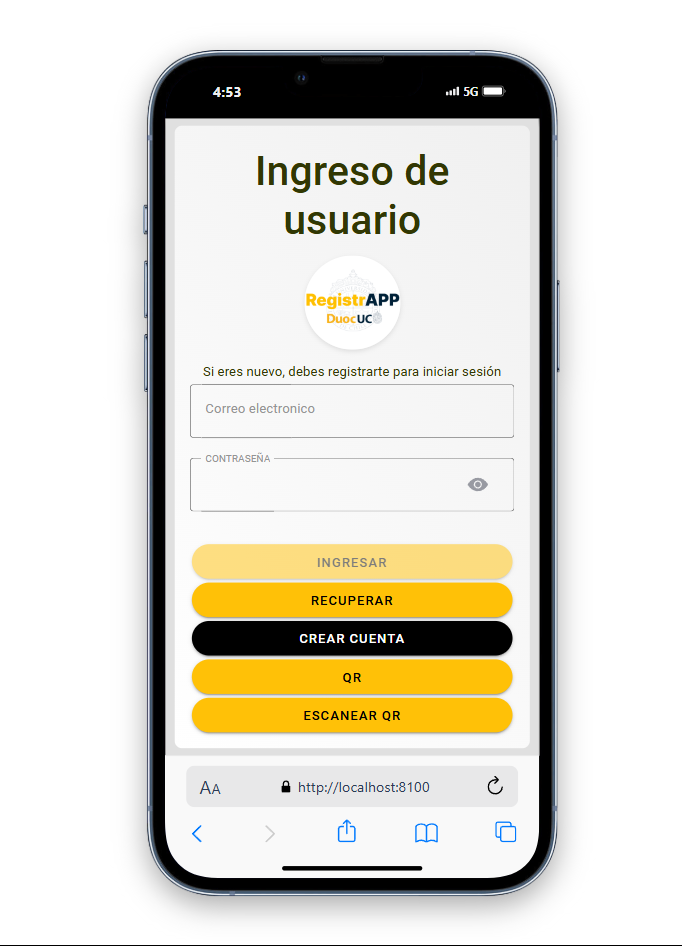 4:53
5G
Ingreso de
usuario
RegistrAPP
DuocUC
Si eres nuevo, debes registrarte para iniciar sesión
Correo electronico
CONTRASEÑA
INGRESAR
RECUPERAR
CREAR CUENTA
QR
ESCANEAR QR
AA
http://localhost:8100